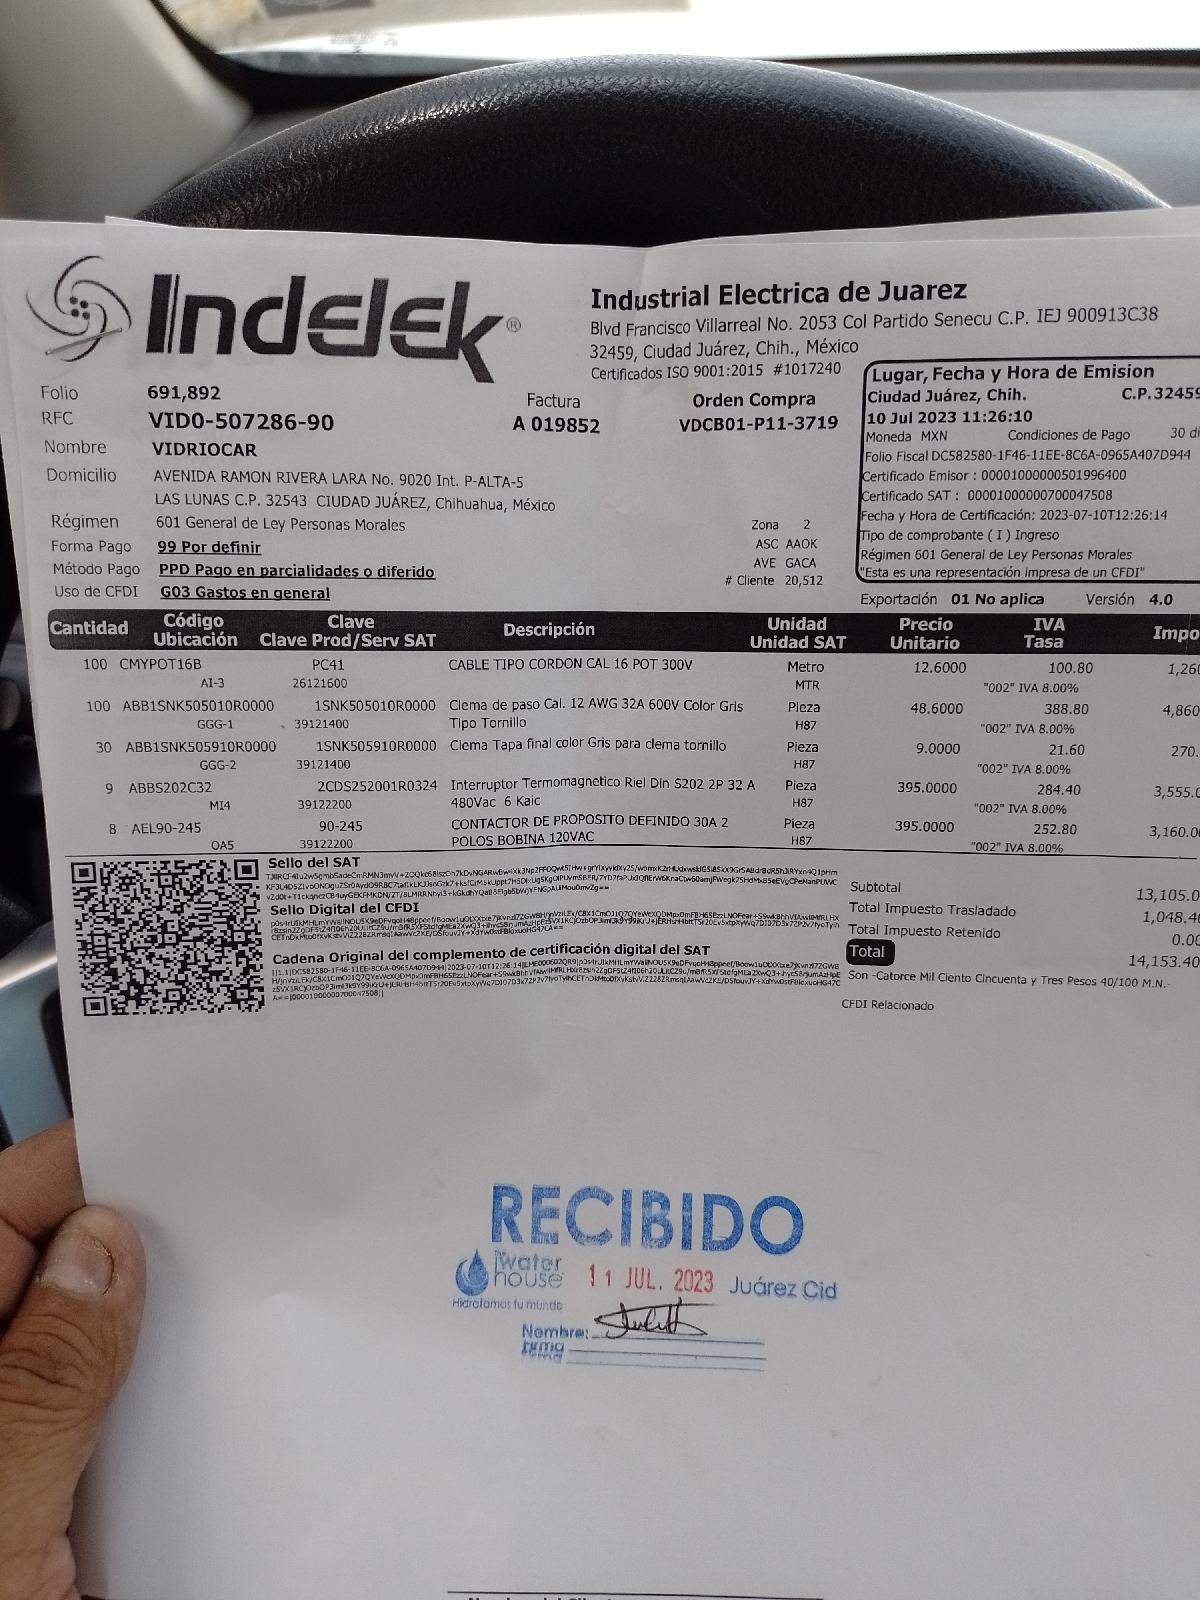 Indelek®
Industrial Electrica de Juarez
Blvd Francisco Villarreal No. 2053 Col Partido Senecu C.P. IEJ 900913C38
32459, Ciudad Juárez, Chih., México
Certificados ISO 9001:2015 #1017240
Folio 691,892
RFC VID0-507286-90
Nombre VIDRIOCAR
Domicilio AVENIDA RAMON RIVERA LARA No. 9020 Int. P-ALTA-5
LAS LUNAS C.P. 32543 CIUDAD JUÁREZ, Chihuahua, México
Régimen 601 General de Ley Personas Morales
Forma Pago 99 Por definir
Método Pago PPD Pago en parcialidades o diferido
Uso de CFDI G03 Gastos en general
Factura
A 019852
Orden Compra
VDCB01-P11-3719
Zona 2
ASC AAOK
AVE GACA
# Cliente 20,512
Lugar, Fecha y Hora de Emision
Ciudad Juárez, Chih. C.P. 32459
10 Jul 2023 11:26:10
Moneda MXN Condiciones de Pago 30 dí
Folio Fiscal DC582580-1F46-11EE-8C6A-0965A407D944
Certificado Emisor : 00001000000501996400
Certificado SAT : 00001000000700047508
Fecha y Hora de Certificación: 2023-07-10T12:26:14
Tipo de comprobante ( I ) Ingreso
Régimen 601 General de Ley Personas Morales
"Esta es una representación impresa de un CFDI"
Exportación 01 No aplica Versión 4.0
Cantidad Código Ubicación Clave Clave Prod/Serv SAT Descripción Unidad Unidad SAT Precio Unitario IVA Tasa Impo
100 CMYPOT16B PC41 CABLE TIPO CORDON CAL 16 POT 300V Metro 12.6000 100.80 1,26
AI-3 26121600 MTR "002" IVA 8.00%
100 ABB1SNK505010R0000 1SNK505010R0000 Clema de paso Cal. 12 AWG 32A 600V Color Gris Pieza 48.6000 388.80 4,860
GGG-1 39121400 Tipo Tornillo H87 "002" IVA 8.00%
30 ABB1SNK505910R0000 1SNK505910R0000 Clema Tapa final color Gris para clema tornillo Pieza 9.0000 21.60 270.
GGG-2 39121400 H87 "002" IVA 8.00%
9 ABBS202C32 2CDS252001R0324 Interruptor Termomagnetico Riel Din S202 2P 32 A Pieza 395.0000 284.40 3,555.0
MI4 39122200 480Vac 6 Kaic H87 "002" IVA 8.00%
8 AEL90-245 90-245 CONTACTOR DE PROPOSITO DEFINIDO 30A 2 Pieza 395.0000 252.80 3,160.0
OA5 39122200 POLOS BOBINA 120VAC H87 "002" IVA 8.00%
Sello del SAT
Sello Digital del CFDI
Cadena Original del complemento de certificación digital del SAT
Subtotal 13,105.0
Total Impuesto Trasladado 1,048.40
Total Impuesto Retenido 0.00
Total 14,153.40
Son -Catorce Mil Ciento Cincuenta y Tres Pesos 40/100 M.N.-
CFDI Relacionado
RECIBIDO
the water house
Hidratamos tu mundo
11 JUL. 2023 Juárez Cid
Nombre:
Firma